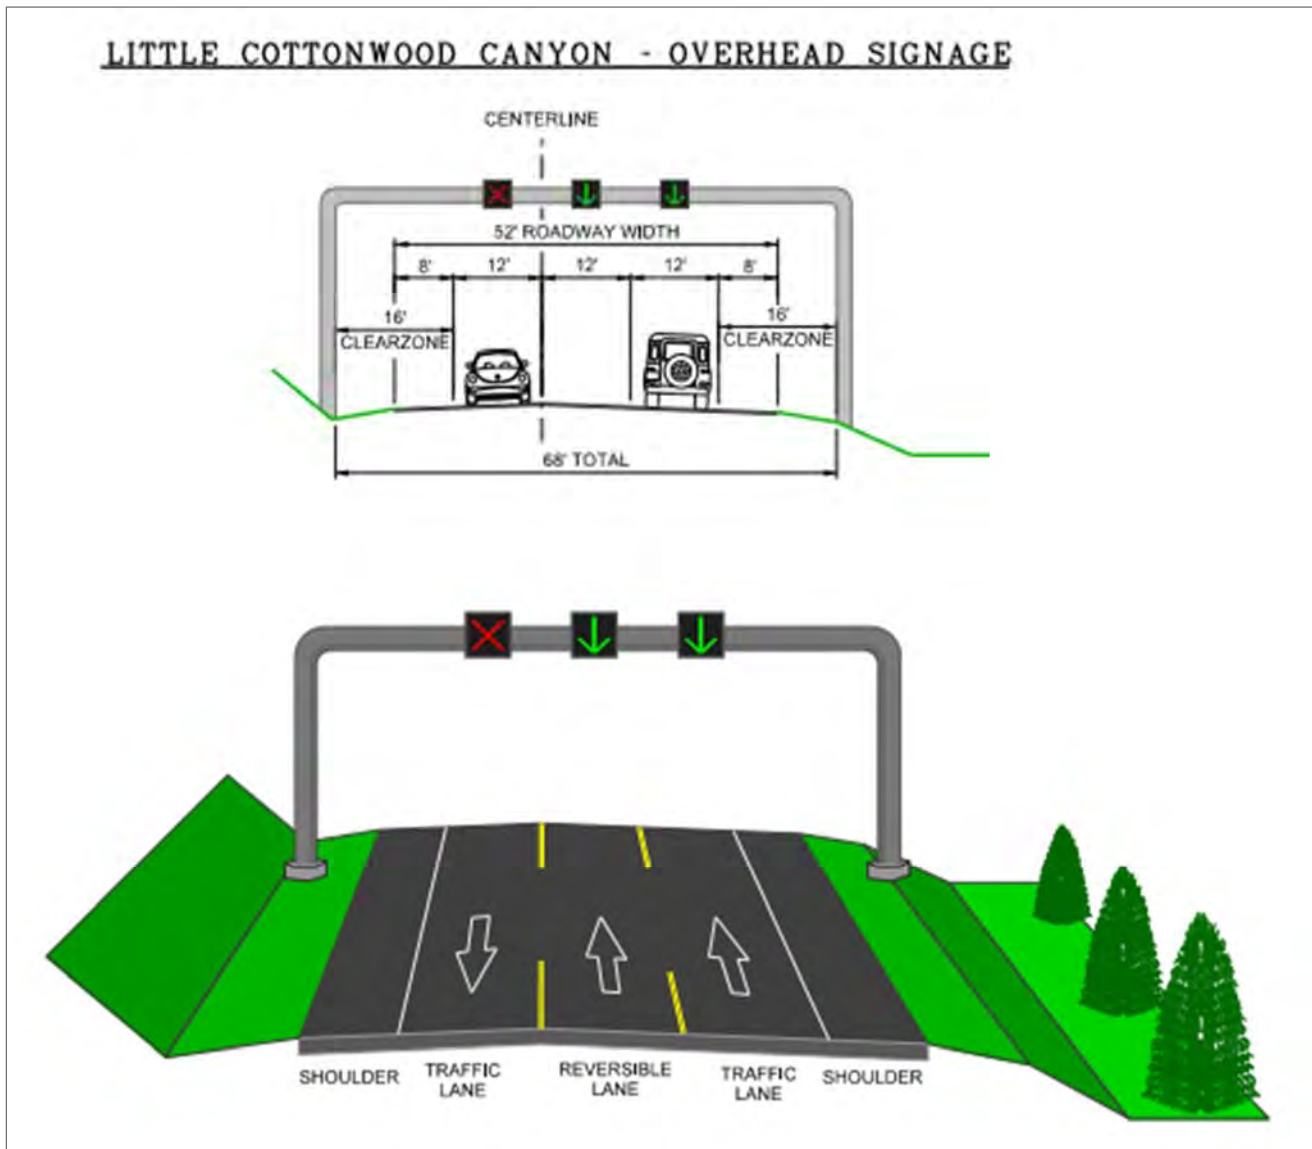 LITTLE COTTONWOOD CANYON - OVERHEAD SIGNAGE
CENTERLINE
52' ROADWAY WIDTH
8' 12' 12' 12' 8'
16' CLEARZONE
16' CLEARZONE
68' TOTAL
SHOULDER
TRAFFIC
LANE
REVERSIBLE
LANE
TRAFFIC
LANE
SHOULDER